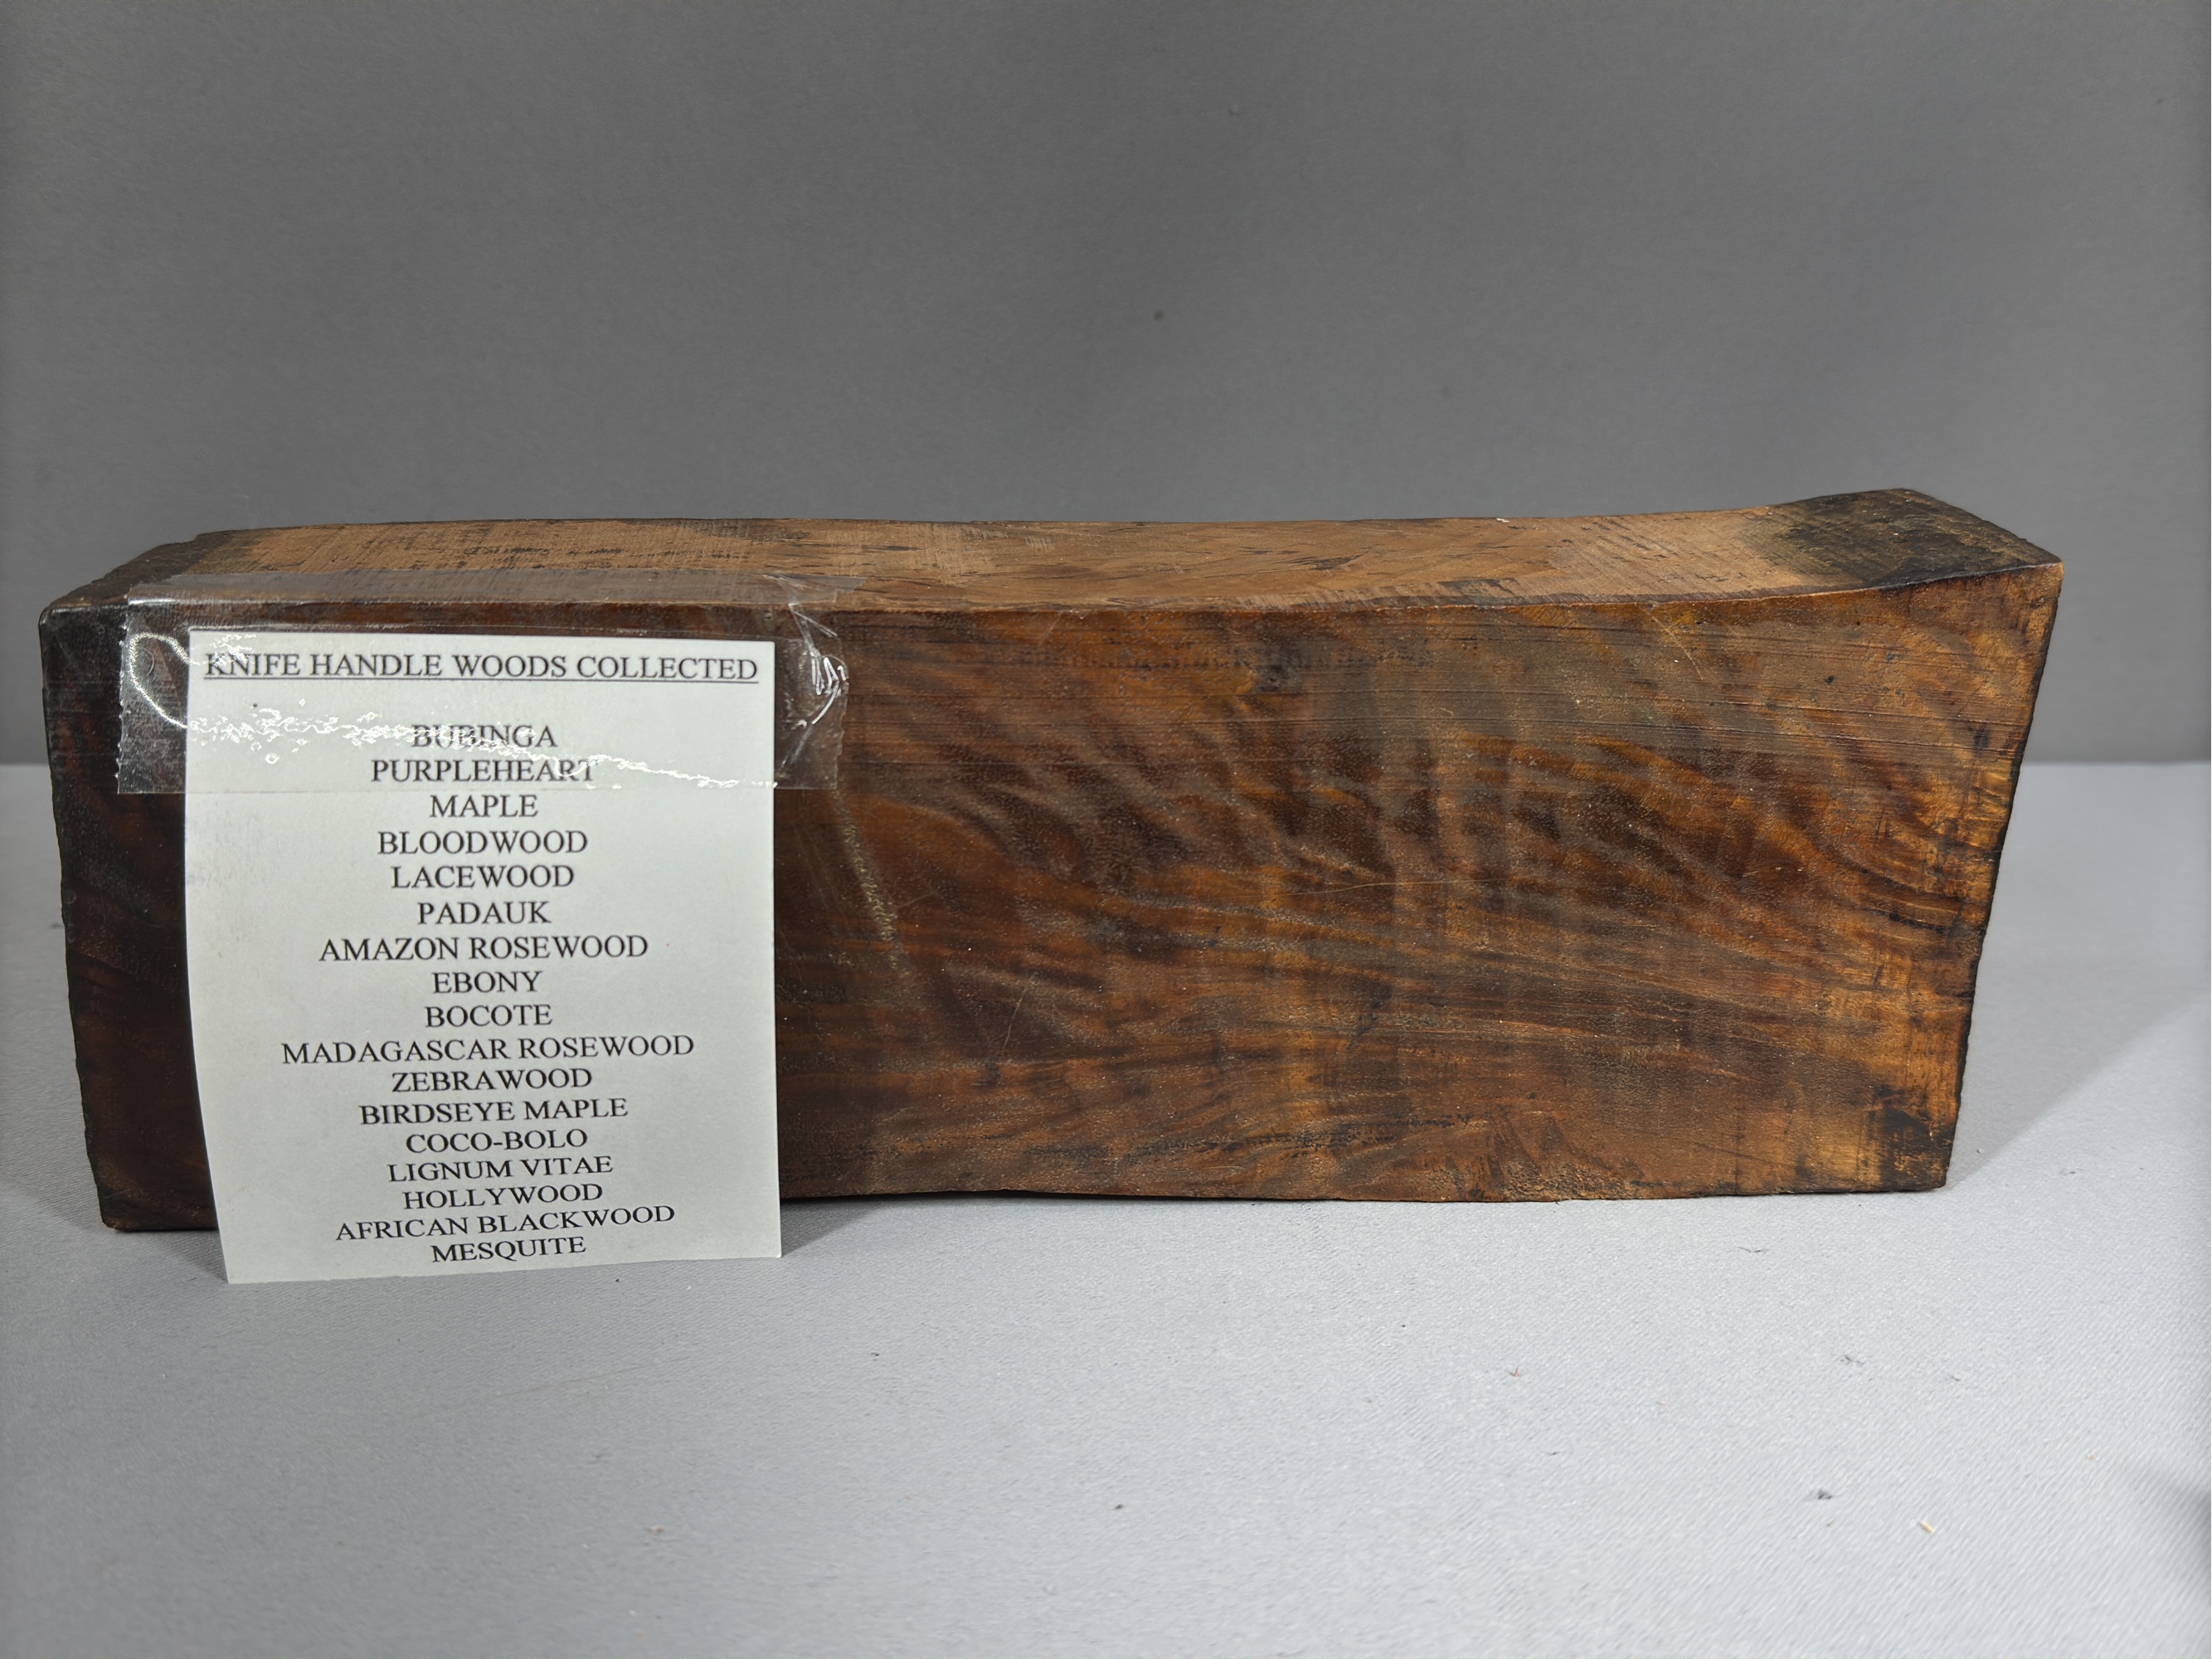 KNIFE HANDLE WOODS COLLECTED
BUBINGA
PURPLEHEART
MAPLE
BLOODWOOD
LACEWOOD
PADAUK
AMAZON ROSEWOOD
EBONY
BOCOTE
MADAGASCAR ROSEWOOD
ZEBRAWOOD
BIRDSEYE MAPLE
COCO-BOLO
LIGNUM VITAE
HOLLYWOOD
AFRICAN BLACKWOOD
MESQUITE